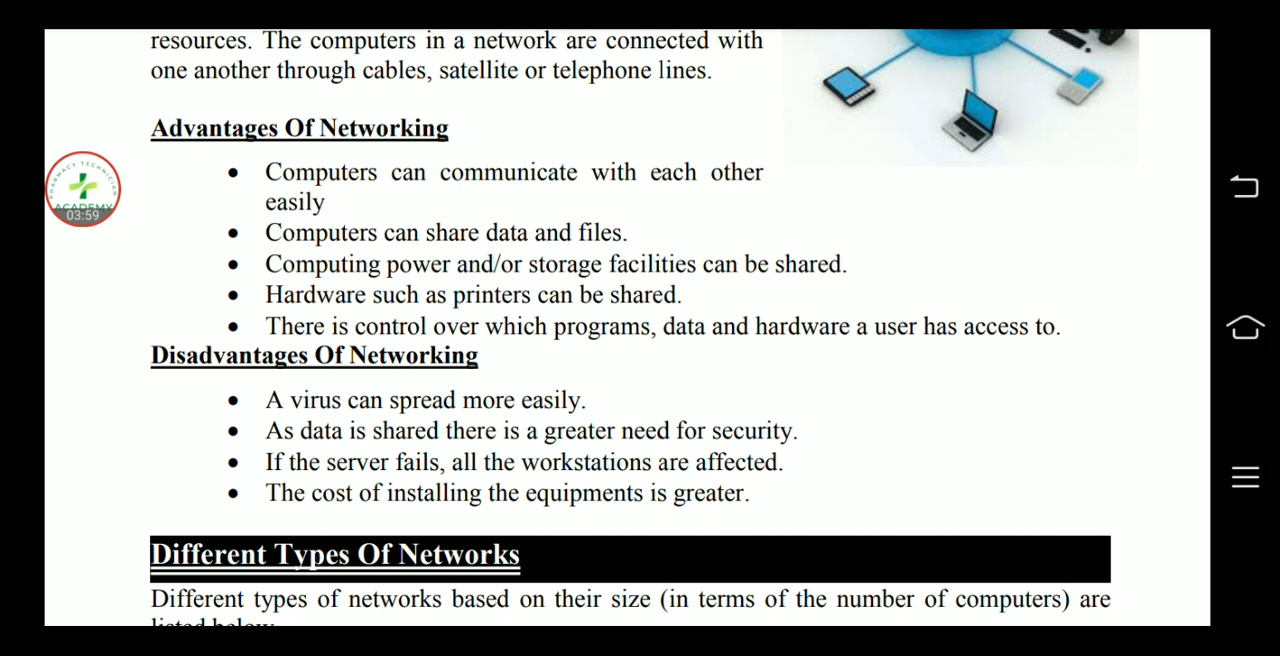 resources. The computers in a network are connected with
one another through cables, satellite or telephone lines.
Advantages Of Networking
PHARMACY TECHNICIAN
ACADEMY
03:59
• Computers can communicate with each other
easily
• Computers can share data and files.
• Computing power and/or storage facilities can be shared.
• Hardware such as printers can be shared.
• There is control over which programs, data and hardware a user has access to.
Disadvantages Of Networking
• A virus can spread more easily.
• As data is shared there is a greater need for security.
• If the server fails, all the workstations are affected.
• The cost of installing the equipments is greater.
Different Types Of Networks
Different types of networks based on their size (in terms of the number of computers) are
listed below